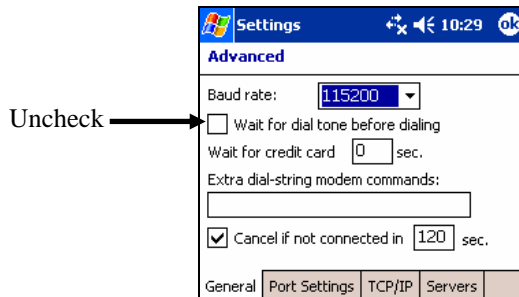 Settings 10:29 ok
Advanced
Baud rate: 115200
Uncheck
Wait for dial tone before dialing
Wait for credit card 0 sec.
Extra dial-string modem commands:
Cancel if not connected in 120 sec.
General Port Settings TCP/IP Servers